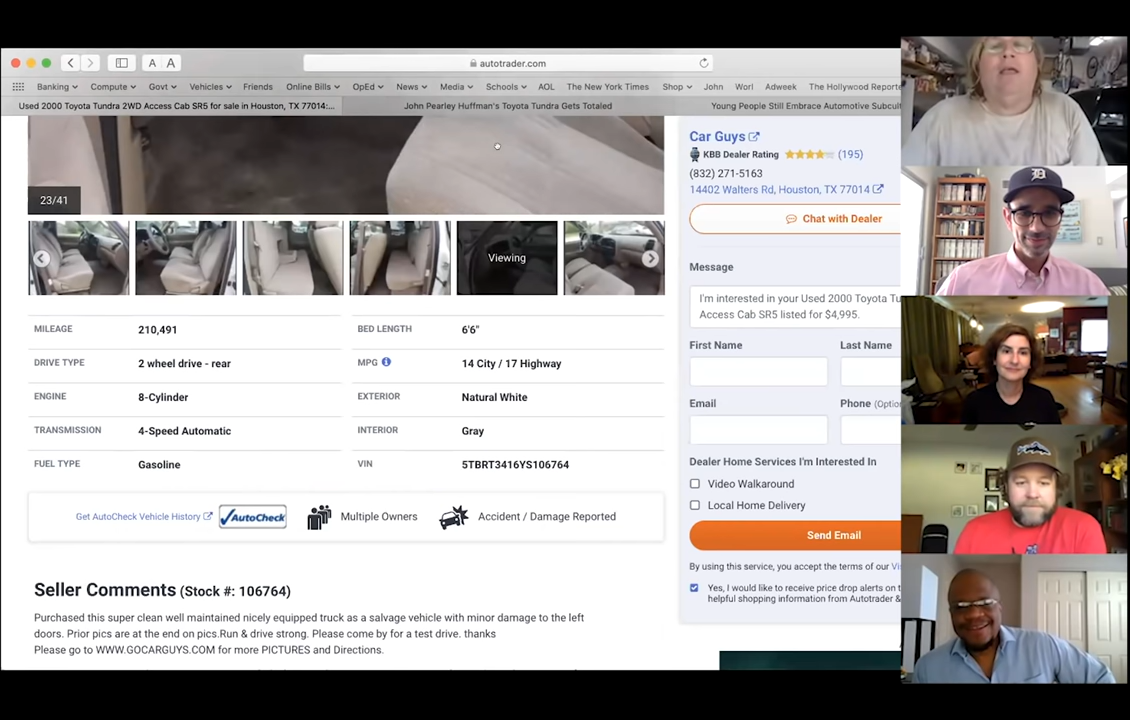 autotrader.com
Banking Compute Govt Vehicles Friends Online Bills OpEd News Media Schools AOL The New York Times Shop John Worl Adweek The Hollywood Reporte
Used 2000 Toyota Tundra 2WD Access Cab SR5 for sale in Houston, TX 77014:...
John Pearley Huffman's Toyota Tundra Gets Totaled
Young People Still Embrace Automotive Subcul
23/41
Viewing
MILEAGE 210,491
BED LENGTH 6'6"
DRIVE TYPE 2 wheel drive - rear
MPG 14 City / 17 Highway
ENGINE 8-Cylinder
EXTERIOR Natural White
TRANSMISSION 4-Speed Automatic
INTERIOR Gray
FUEL TYPE Gasoline
VIN 5TBRT3416YS106764
Get AutoCheck Vehicle History AutoCheck Multiple Owners Accident / Damage Reported
Seller Comments (Stock #: 106764)
Purchased this super clean well maintained nicely equipped truck as a salvage vehicle with minor damage to the left
doors. Prior pics are at the end on pics.Run & drive strong. Please come by for a test drive. thanks
Please go to WWW.GOCARGUYS.COM for more PICTURES and Directions.
Car Guys
KBB Dealer Rating (195)
(832) 271-5163
14402 Walters Rd, Houston, TX 77014
Chat with Dealer
Message
I'm interested in your Used 2000 Toyota Tu
Access Cab SR5 listed for $4,995.
First Name Last Name
Email Phone (Optio
Dealer Home Services I'm Interested In
Video Walkaround
Local Home Delivery
Send Email
By using this service, you accept the terms of our Vi
Yes, I would like to receive price drop alerts on t
helpful shopping information from Autotrader &